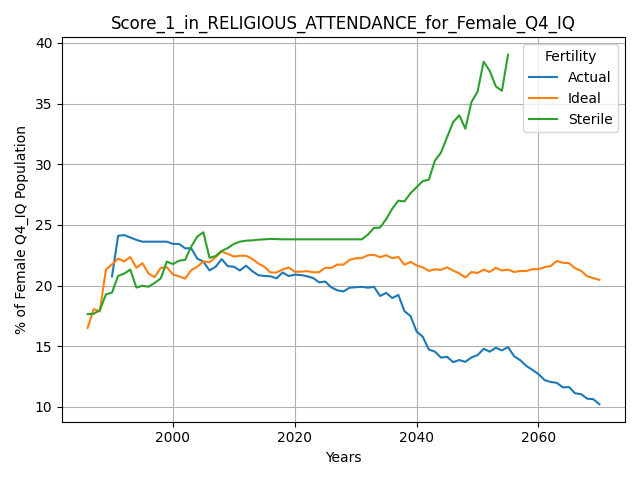 Score_1_in_RELIGIOUS_ATTENDANCE_for_Female_Q4_IQ
% of Female Q4_IQ Population
40
35
30
25
20
15
10
Fertility
Actual
Ideal
Sterile
2000
2020
2040
2060
Years